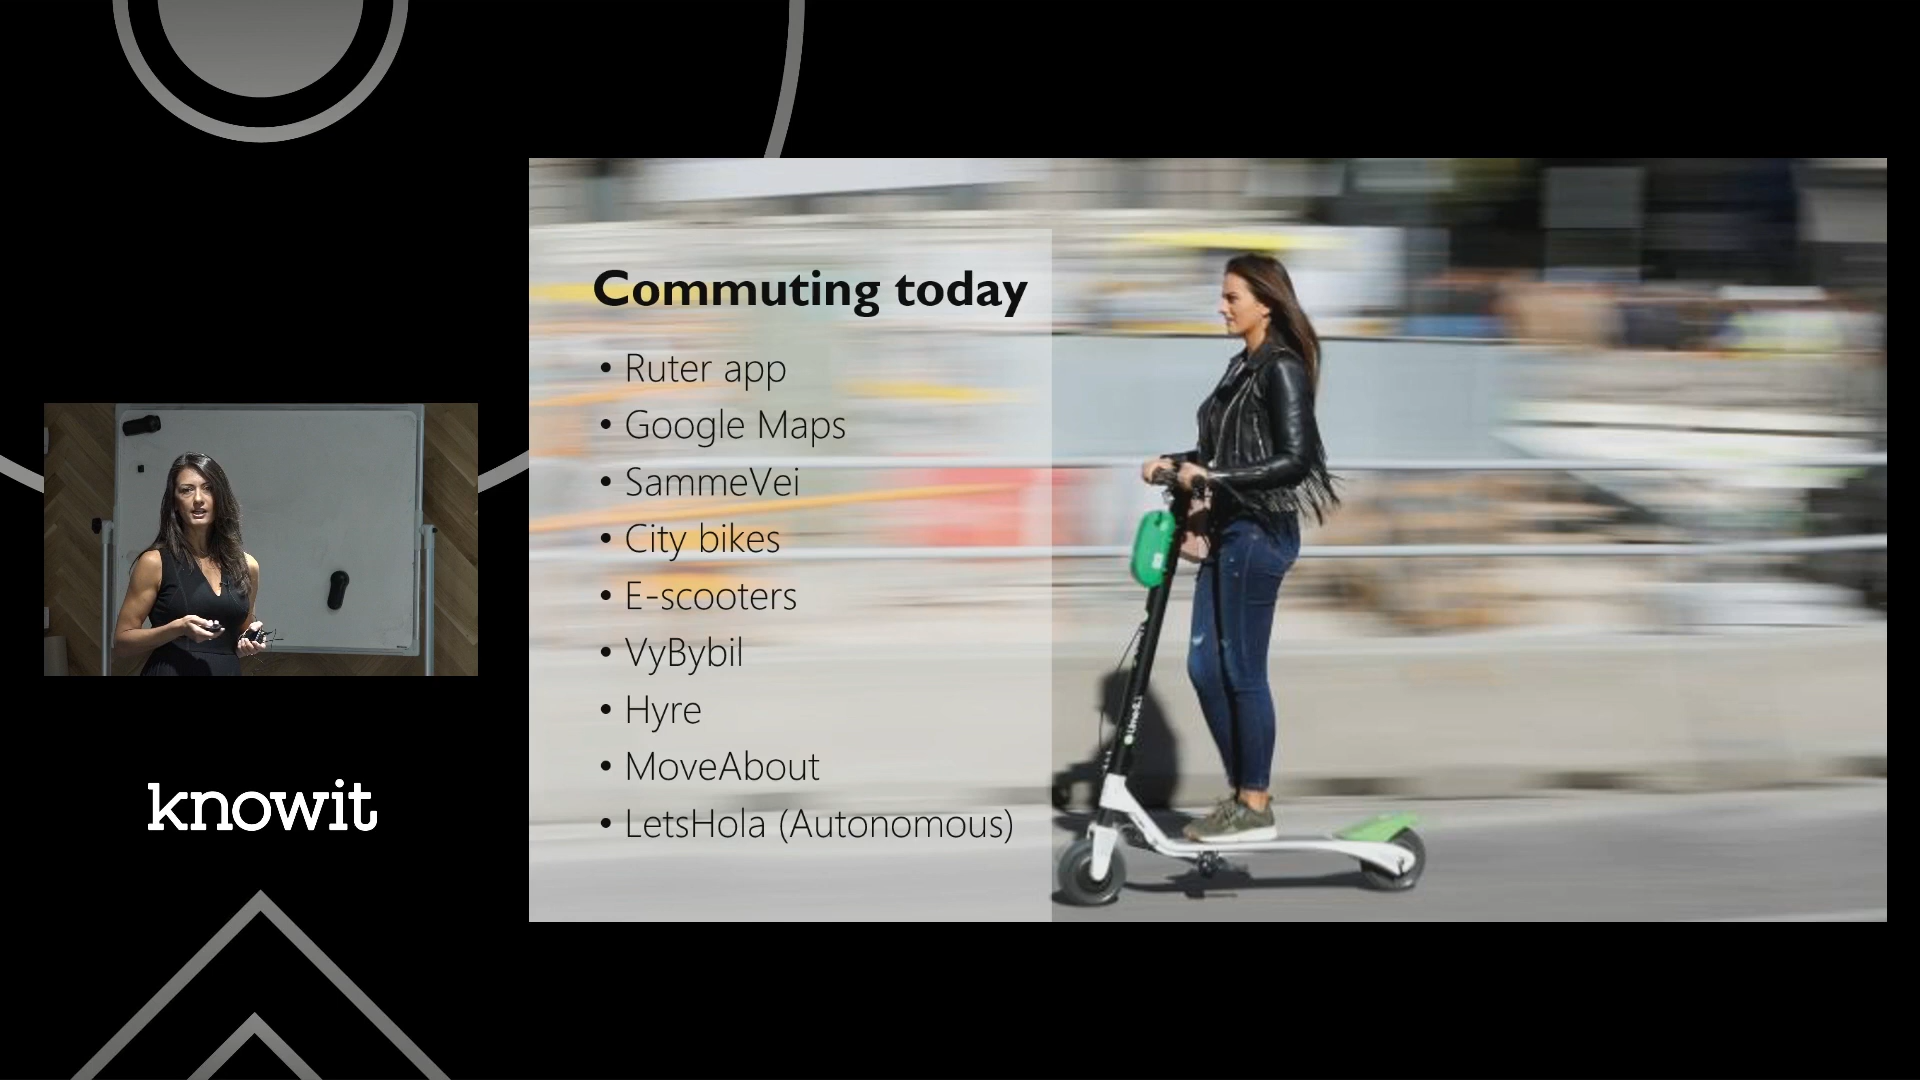 Commuting today
• Ruter app
• Google Maps
• SammeVei
• City bikes
• E-scooters
• VyBybil
• Hyre
• MoveAbout
• LetsHola (Autonomous)
knowit